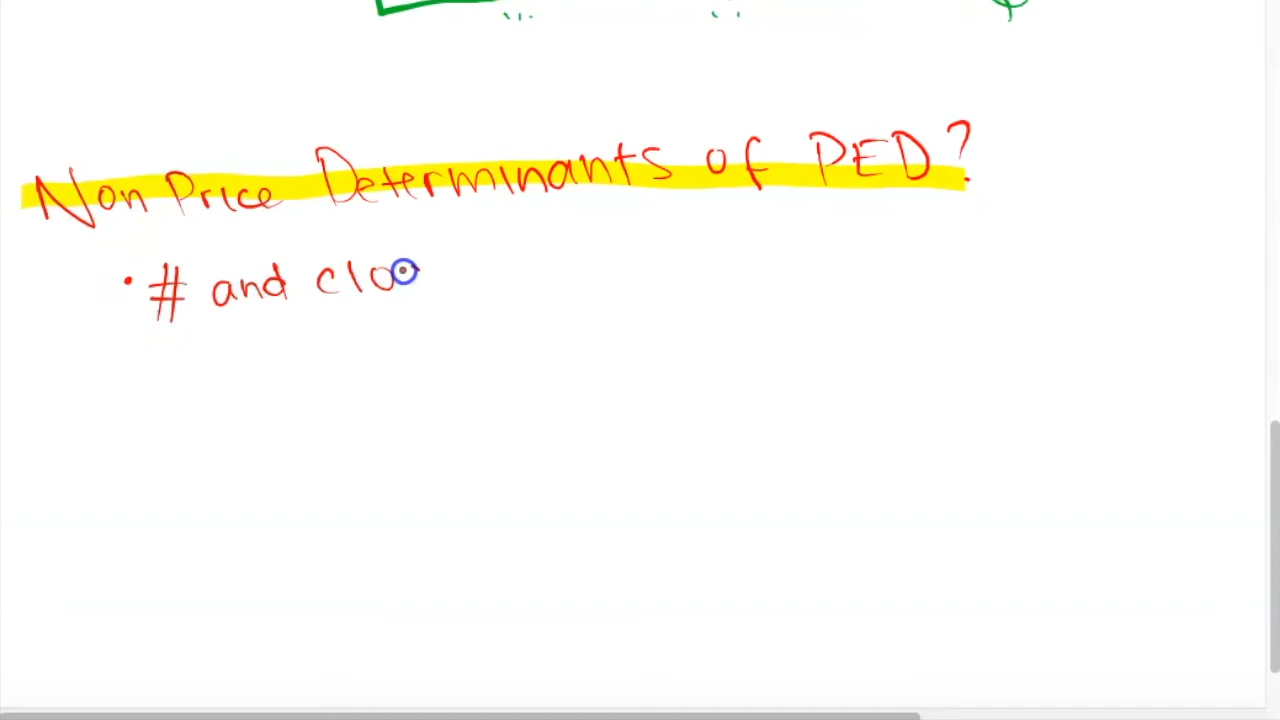 Non Price Determinants of PED?
• # and clo